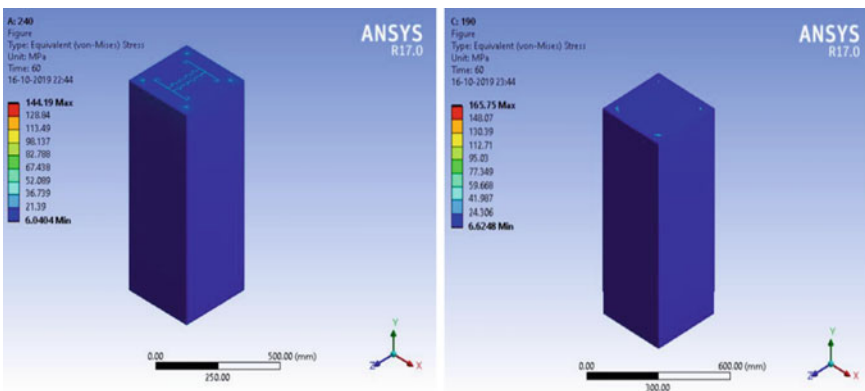 A: 240
Figure
Type: Equivalent (von-Mises) Stress
Unit: MPa
Time: 60
16-10-2019 22:44
144.19 Max
128.84
113.49
98.137
82.788
67.438
52.089
36.739
21.39
6.0404 Min
ANSYS
R17.0
0.00 500.00 (mm)
250.00
Y
Z X
C: 190
Figure
Type: Equivalent (von-Mises) Stress
Unit: MPa
Time: 60
16-10-2019 23:44
165.75 Max
148.07
130.39
112.71
95.03
77.349
59.668
41.987
24.306
6.6248 Min
ANSYS
R17.0
0.00 600.00 (mm)
300.00
Y
Z X